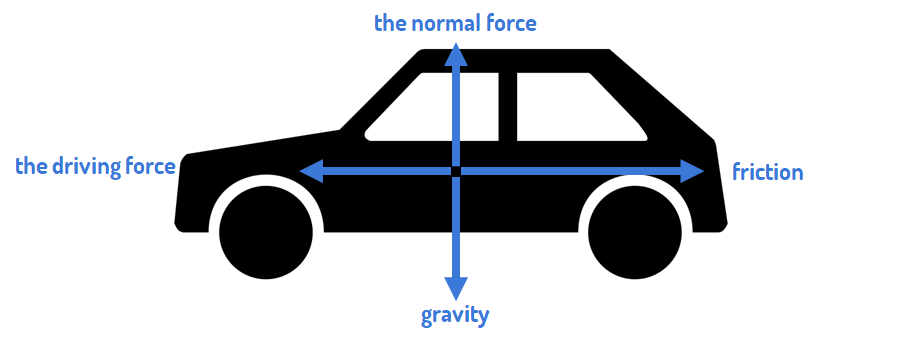 the normal force
the driving force
friction
gravity